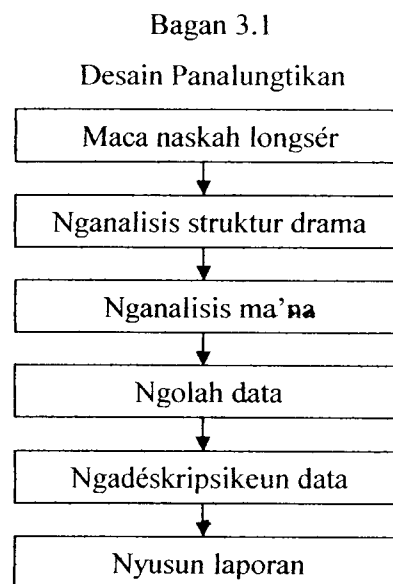 Bagan 3.1
Desain Panalungtikan
Maca naskah longsér
Nganalisis struktur drama
Nganalisis ma'na
Ngolah data
Ngadéskripsikeun data
Nyusun laporan